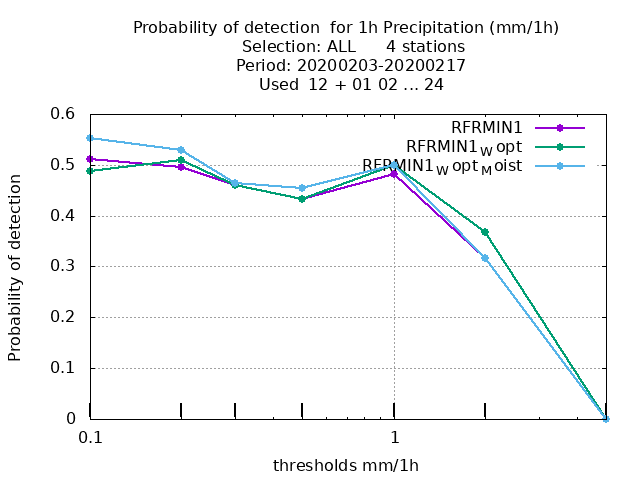 Probability of detection  for 1h Precipitation (mm/1h)
Selection: ALL      4 stations
Period: 20200203-20200217
Used  12 + 01 02 ... 24
RFRMIN1
RFRMIN1_W opt
RFRMIN1_W opt_M oist
0.6
0.5
0.4
0.3
0.2
0.1
0
Probability of detection
0.1
1
thresholds mm/1h